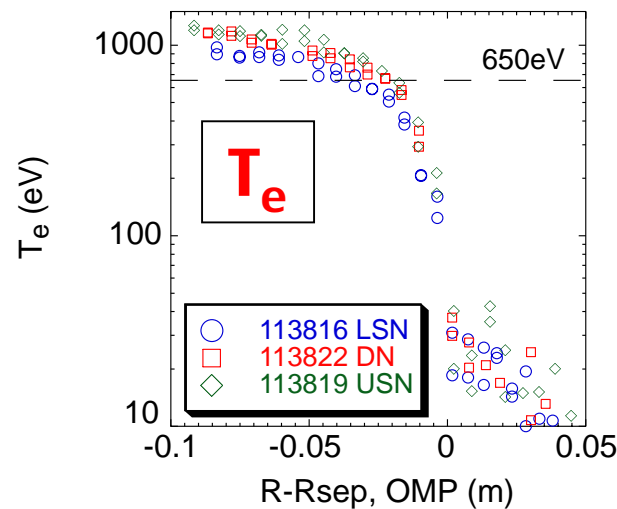 1000
650eV
Te
Te (eV)
100
113816 LSN
113822 DN
113819 USN
10
-0.1
-0.05
0
0.05
R-Rsep, OMP (m)